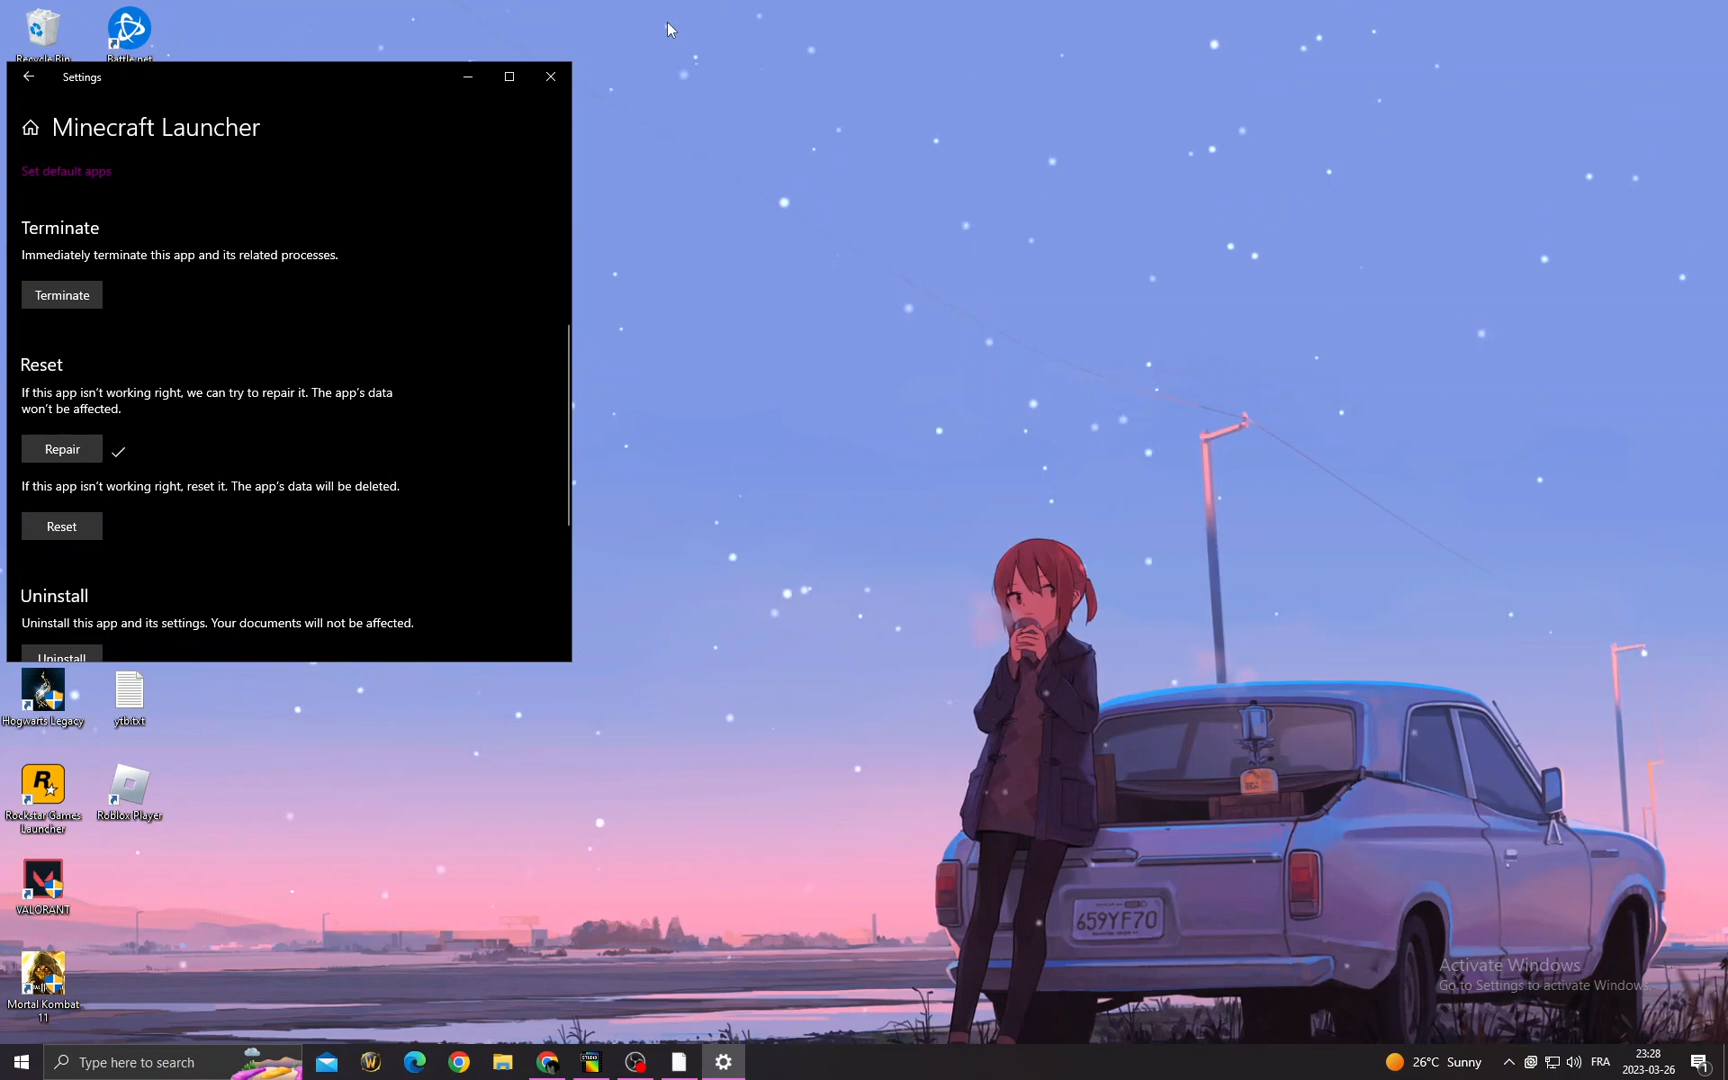 Recycle Bin
Battle.net
Settings
Minecraft Launcher
Set default apps
Terminate
Immediately terminate this app and its related processes.
Terminate
Reset
If this app isn't working right, we can try to repair it. The app's data
won't be affected.
Repair
If this app isn't working right, reset it. The app's data will be deleted.
Reset
Uninstall
Uninstall this app and its settings. Your documents will not be affected.
Uninstall
Hogwarts Legacy
ytb.txt
Rockstar Games
Launcher
Roblox Player
VALORANT
Mortal Kombat
11
659YF70
Activate Windows
Go to Settings to activate Windows.
Type here to search
26°C Sunny
FRA
23:28
2023-03-26
1